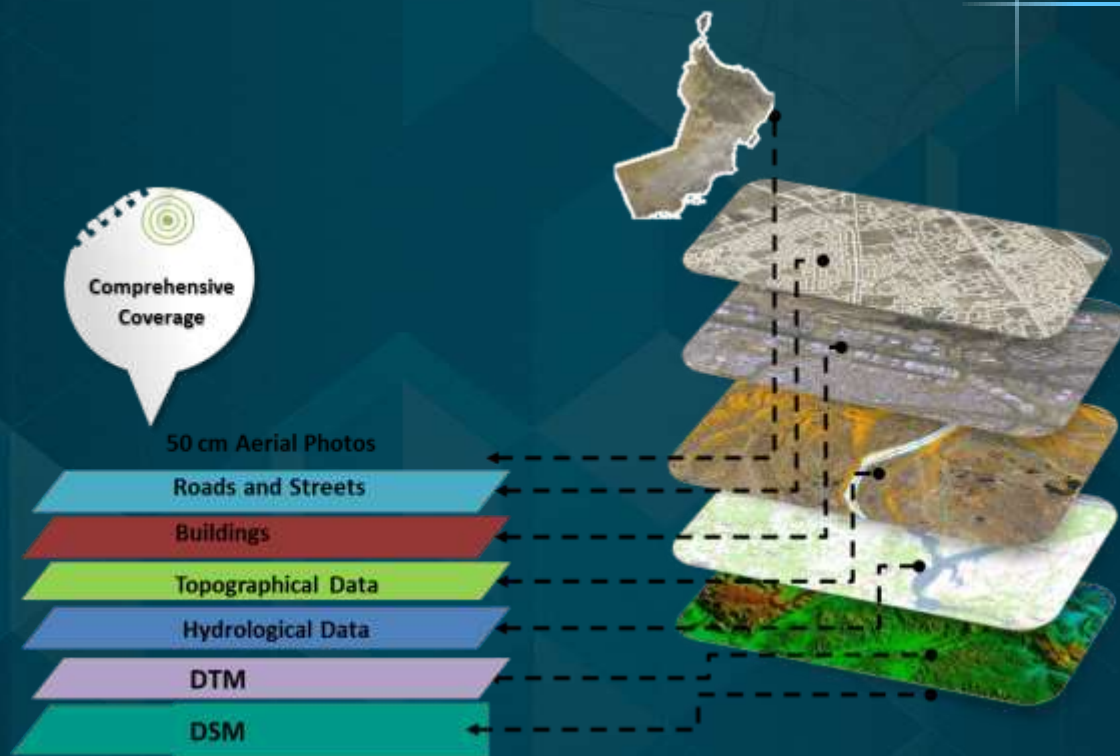 Comprehensive
Coverage
50 cm Aerial Photos
Roads and Streets
Buildings
Topographical Data
Hydrological Data
DTM
DSM